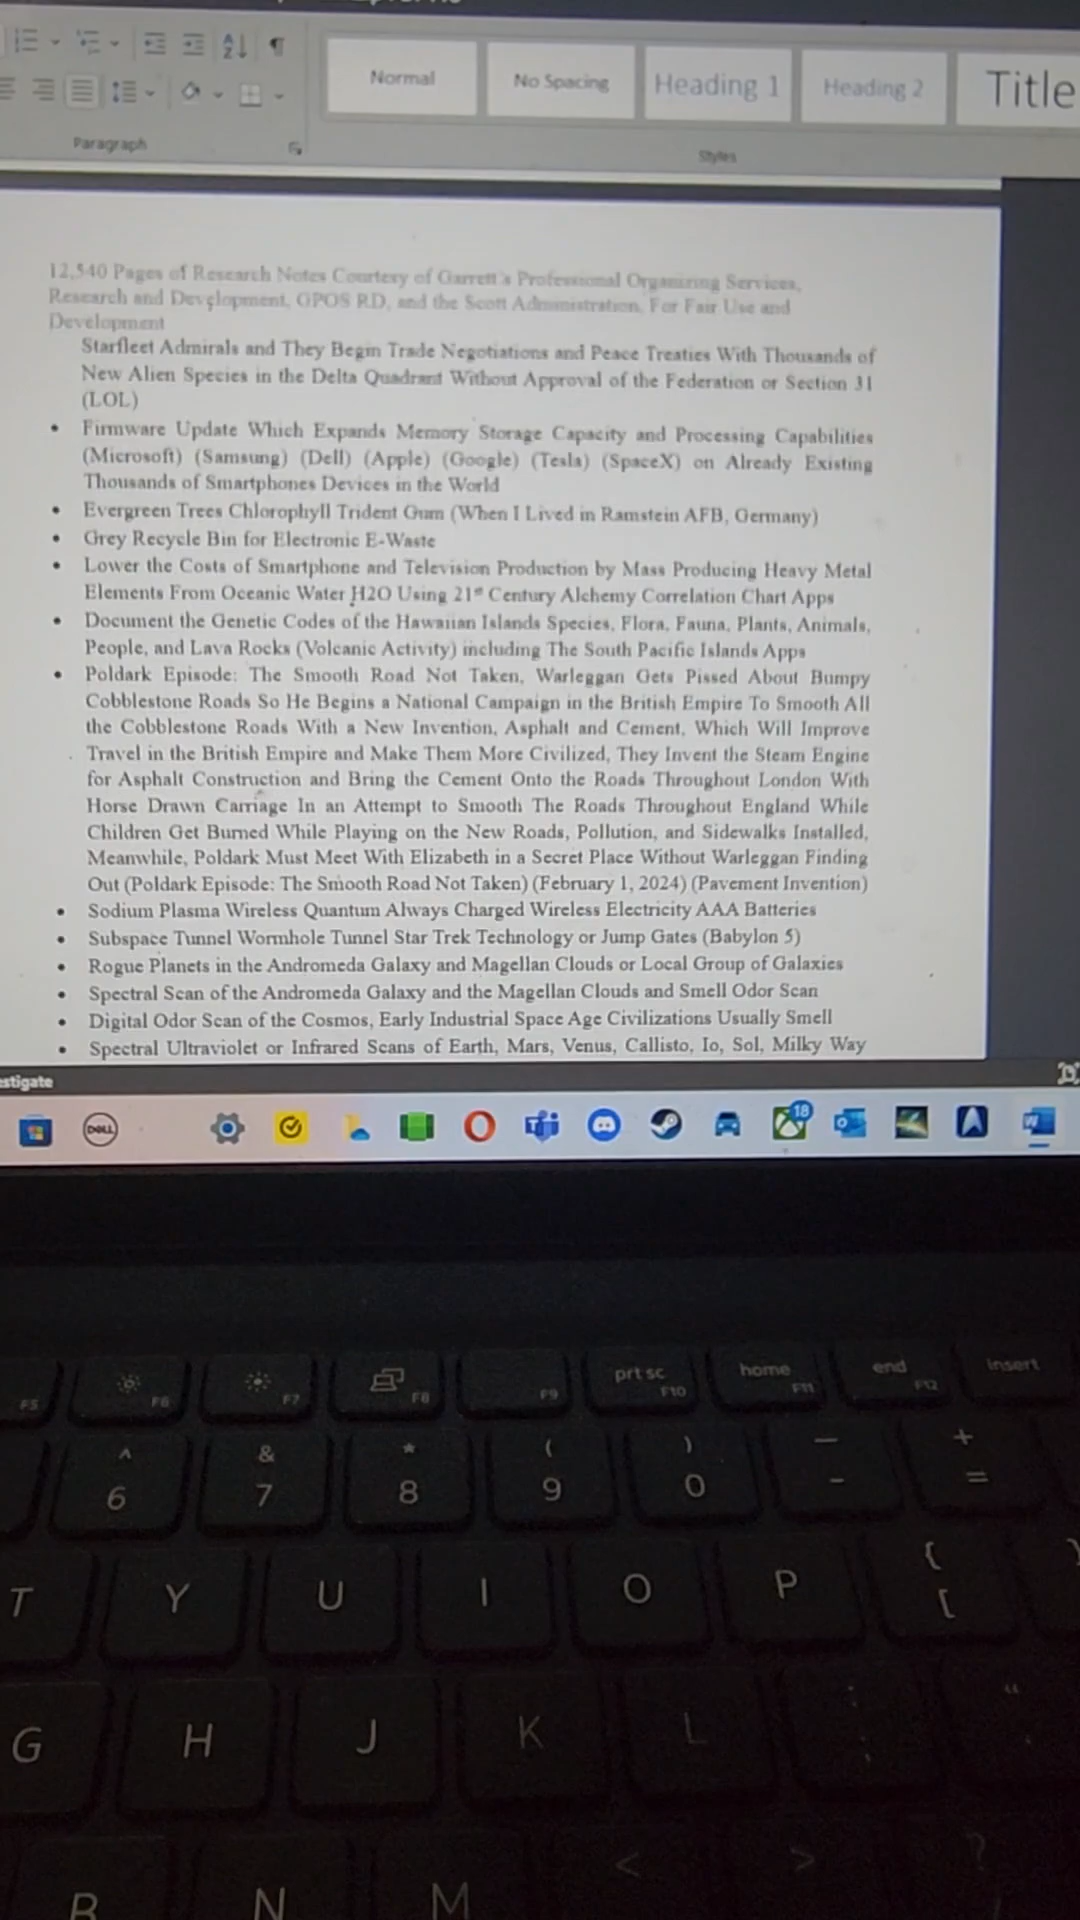 Normal
No Spacing
Heading 1
Heading 2
Title
Paragraph
Styles
12,540 Pages of Research Notes Courtesy of Garrett's Professional Organizing Services,
Research and Development, GPOS RD, and the Scott Administration, For Fair Use and
Development
Starfleet Admirals and They Begin Trade Negotiations and Peace Treaties With Thousands of
New Alien Species in the Delta Quadrant Without Approval of the Federation or Section 31
(LOL)
• Firmware Update Which Expands Memory Storage Capacity and Processing Capabilities
(Microsoft) (Samsung) (Dell) (Apple) (Google) (Tesla) (SpaceX) on Already Existing
Thousands of Smartphones Devices in the World
• Evergreen Trees Chlorophyll Trident Gum (When I Lived in Ramstein AFB, Germany)
• Grey Recycle Bin for Electronic E-Waste
• Lower the Costs of Smartphone and Television Production by Mass Producing Heavy Metal
Elements From Oceanic Water H2O Using 21st Century Alchemy Correlation Chart Apps
• Document the Genetic Codes of the Hawaiian Islands Species, Flora, Fauna, Plants, Animals,
People, and Lava Rocks (Volcanic Activity) including The South Pacific Islands Apps
• Poldark Episode: The Smooth Road Not Taken, Warleggan Gets Pissed About Bumpy
Cobblestone Roads So He Begins a National Campaign in the British Empire To Smooth All
the Cobblestone Roads With a New Invention, Asphalt and Cement, Which Will Improve
Travel in the British Empire and Make Them More Civilized, They Invent the Steam Engine
for Asphalt Construction and Bring the Cement Onto the Roads Throughout London With
Horse Drawn Carriage In an Attempt to Smooth The Roads Throughout England While
Children Get Burned While Playing on the New Roads, Pollution, and Sidewalks Installed,
Meanwhile, Poldark Must Meet With Elizabeth in a Secret Place Without Warleggan Finding
Out (Poldark Episode: The Smooth Road Not Taken) (February 1, 2024) (Pavement Invention)
• Sodium Plasma Wireless Quantum Always Charged Wireless Electricity AAA Batteries
• Subspace Tunnel Wormhole Tunnel Star Trek Technology or Jump Gates (Babylon 5)
• Rogue Planets in the Andromeda Galaxy and Magellan Clouds or Local Group of Galaxies
• Spectral Scan of the Andromeda Galaxy and the Magellan Clouds and Smell Odor Scan
• Digital Odor Scan of the Cosmos, Early Industrial Space Age Civilizations Usually Smell
• Spectral Ultraviolet or Infrared Scans of Earth, Mars, Venus, Callisto, Io, Sol, Milky Way
estigate
DELL
18
F5 F6 F7 F8 F9 prt sc F10 home F11 end F12 insert
^ & * ( ) — +
6 7 8 9 0 - =
T Y U I O P { [
G H J K L : ;
B N M < > ?